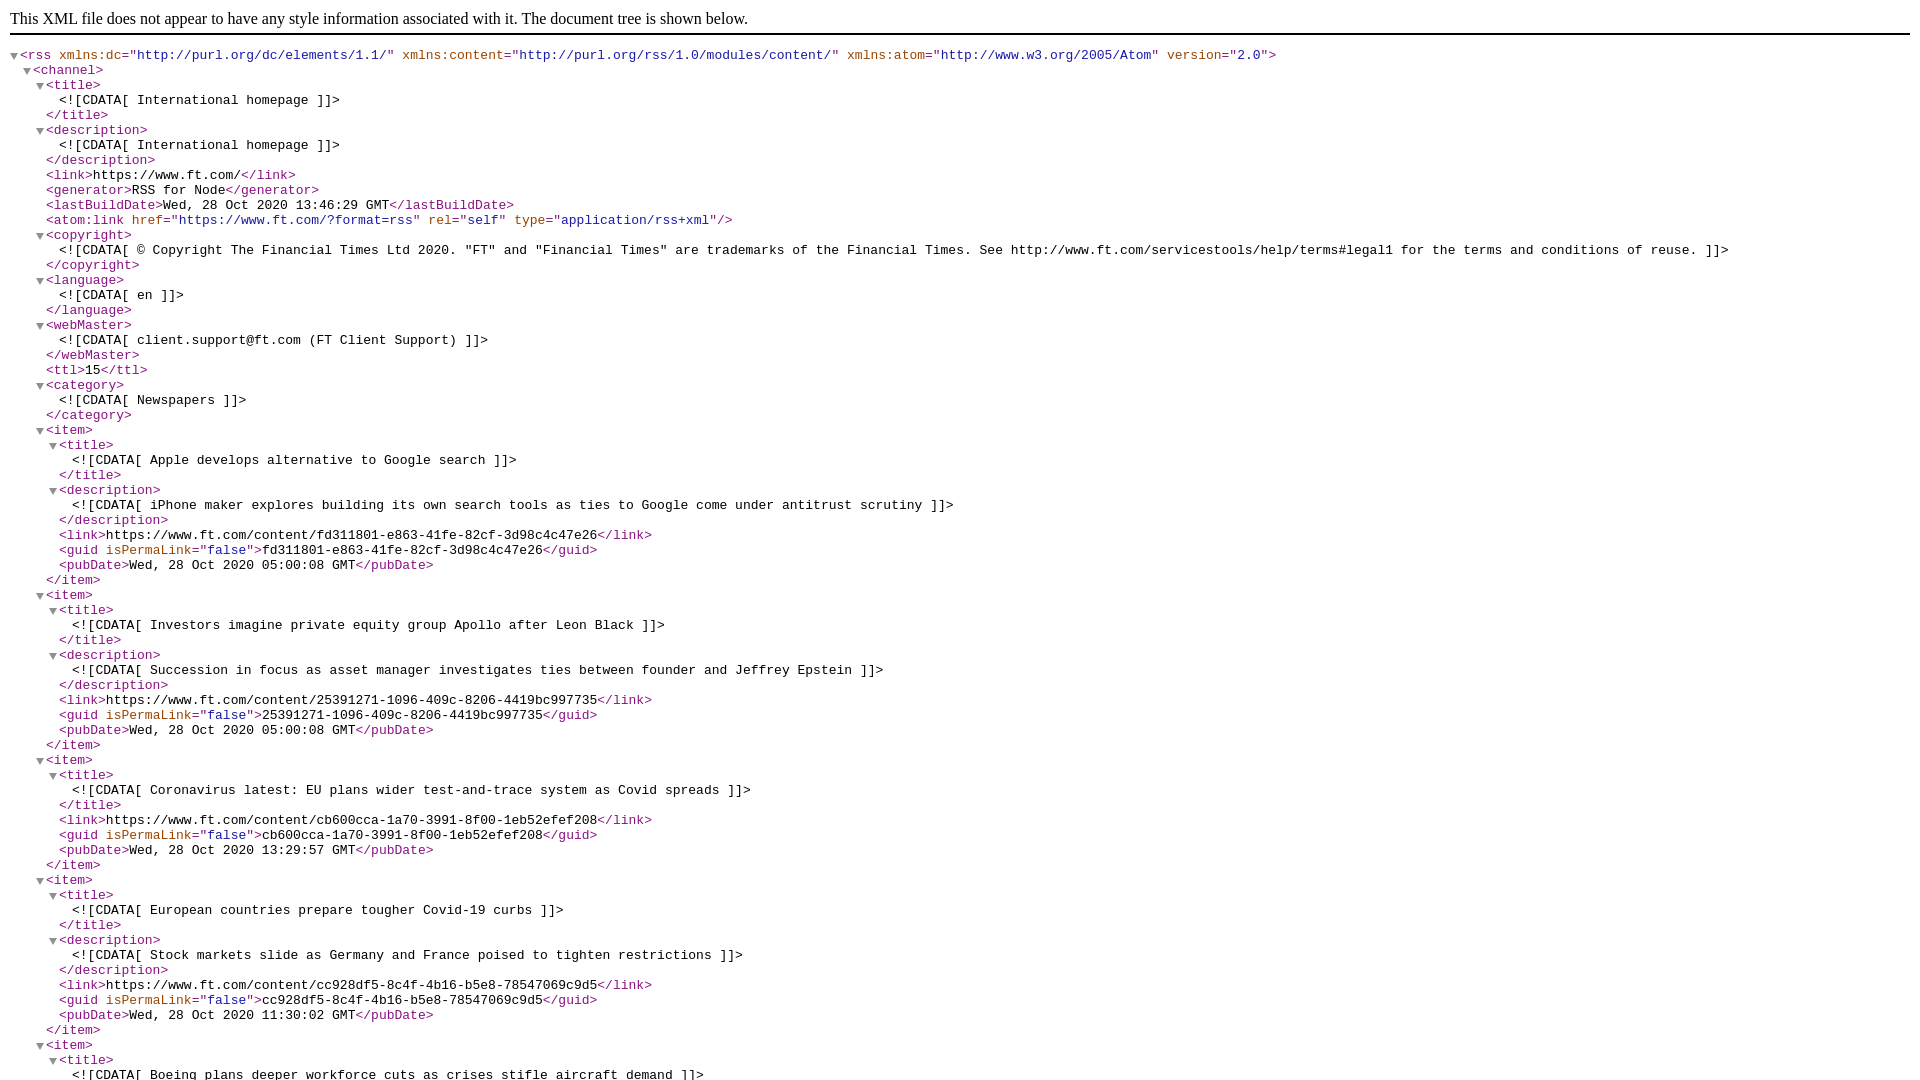 This XML file does not appear to have any style information associated with it. The document tree is shown below.
<rss xmlns:dc="http://purl.org/dc/elements/1.1/" xmlns:content="http://purl.org/rss/1.0/modules/content/" xmlns:atom="http://www.w3.org/2005/Atom" version="2.0">
<channel>
<title>
<![CDATA[ International homepage ]]>
</title>
<description>
<![CDATA[ International homepage ]]>
</description>
<link>https://www.ft.com/</link>
<generator>RSS for Node</generator>
<lastBuildDate>Wed, 28 Oct 2020 13:46:29 GMT</lastBuildDate>
<atom:link href="https://www.ft.com/?format=rss" rel="self" type="application/rss+xml"/>
<copyright>
<![CDATA[ © Copyright The Financial Times Ltd 2020. "FT" and "Financial Times" are trademarks of the Financial Times. See http://www.ft.com/servicestools/help/terms#legal1 for the terms and conditions of reuse. ]]>
</copyright>
<language>
<![CDATA[ en ]]>
</language>
<webMaster>
<![CDATA[ client.support@ft.com (FT Client Support) ]]>
</webMaster>
<ttl>15</ttl>
<category>
<![CDATA[ Newspapers ]]>
</category>
<item>
<title>
<![CDATA[ Apple develops alternative to Google search ]]>
</title>
<description>
<![CDATA[ iPhone maker explores building its own search tools as ties to Google come under antitrust scrutiny ]]>
</description>
<link>https://www.ft.com/content/fd311801-e863-41fe-82cf-3d98c4c47e26</link>
<guid isPermaLink="false">fd311801-e863-41fe-82cf-3d98c4c47e26</guid>
<pubDate>Wed, 28 Oct 2020 05:00:08 GMT</pubDate>
</item>
<item>
<title>
<![CDATA[ Investors imagine private equity group Apollo after Leon Black ]]>
</title>
<description>
<![CDATA[ Succession in focus as asset manager investigates ties between founder and Jeffrey Epstein ]]>
</description>
<link>https://www.ft.com/content/25391271-1096-409c-8206-4419bc997735</link>
<guid isPermaLink="false">25391271-1096-409c-8206-4419bc997735</guid>
<pubDate>Wed, 28 Oct 2020 05:00:08 GMT</pubDate>
</item>
<item>
<title>
<![CDATA[ Coronavirus latest: EU plans wider test-and-trace system as Covid spreads ]]>
</title>
<link>https://www.ft.com/content/cb600cca-1a70-3991-8f00-1eb52efef208</link>
<guid isPermaLink="false">cb600cca-1a70-3991-8f00-1eb52efef208</guid>
<pubDate>Wed, 28 Oct 2020 13:29:57 GMT</pubDate>
</item>
<item>
<title>
<![CDATA[ European countries prepare tougher Covid-19 curbs ]]>
</title>
<description>
<![CDATA[ Stock markets slide as Germany and France poised to tighten restrictions ]]>
</description>
<link>https://www.ft.com/content/cc928df5-8c4f-4b16-b5e8-78547069c9d5</link>
<guid isPermaLink="false">cc928df5-8c4f-4b16-b5e8-78547069c9d5</guid>
<pubDate>Wed, 28 Oct 2020 11:30:02 GMT</pubDate>
</item>
<item>
<title>
<![CDATA[ Boeing plans deeper workforce cuts as crises stifle aircraft demand ]]>